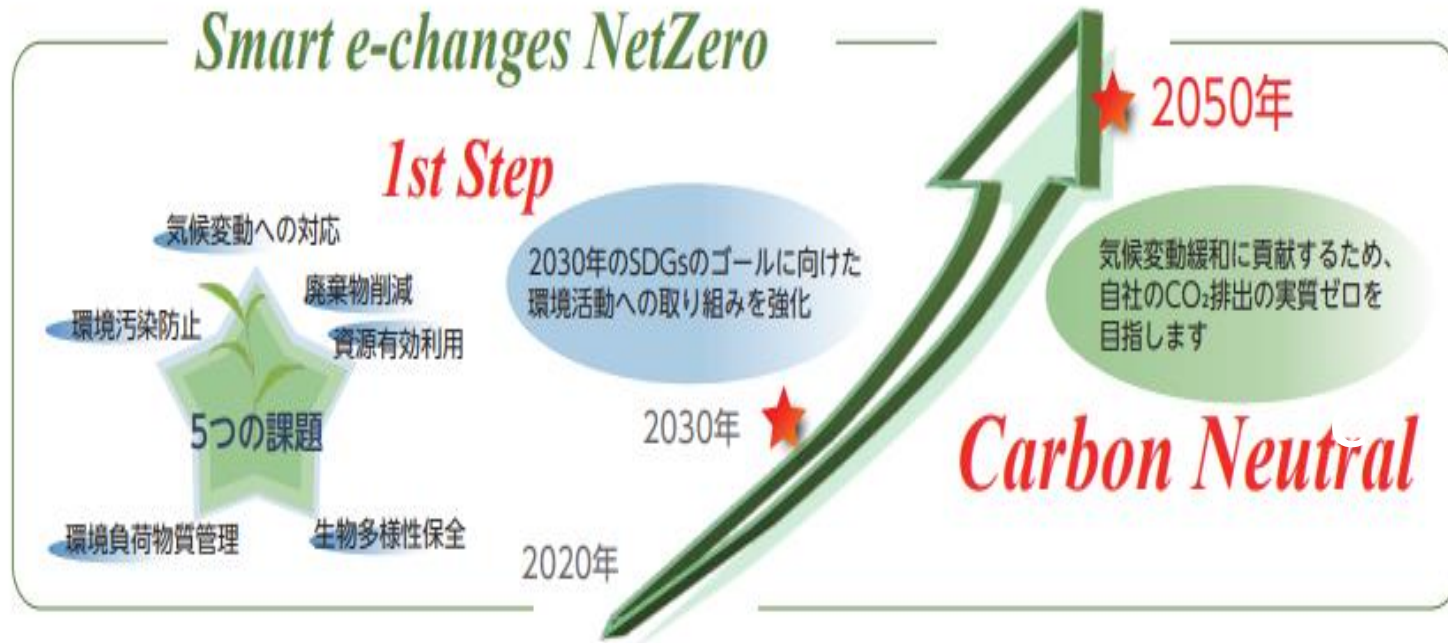 Smart e-changes NetZero
1st Step
2050年
気候変動への対応
廃棄物削減
環境汚染防止
資源有効利用
5つの課題
環境負荷物質管理
生物多様性保全
2030年のSDGsのゴールに向けた
環境活動への取り組みを強化
気候変動緩和に貢献するため、
自社のCO₂排出の実質ゼロを
目指します
2030年
Carbon Neutral
2020年